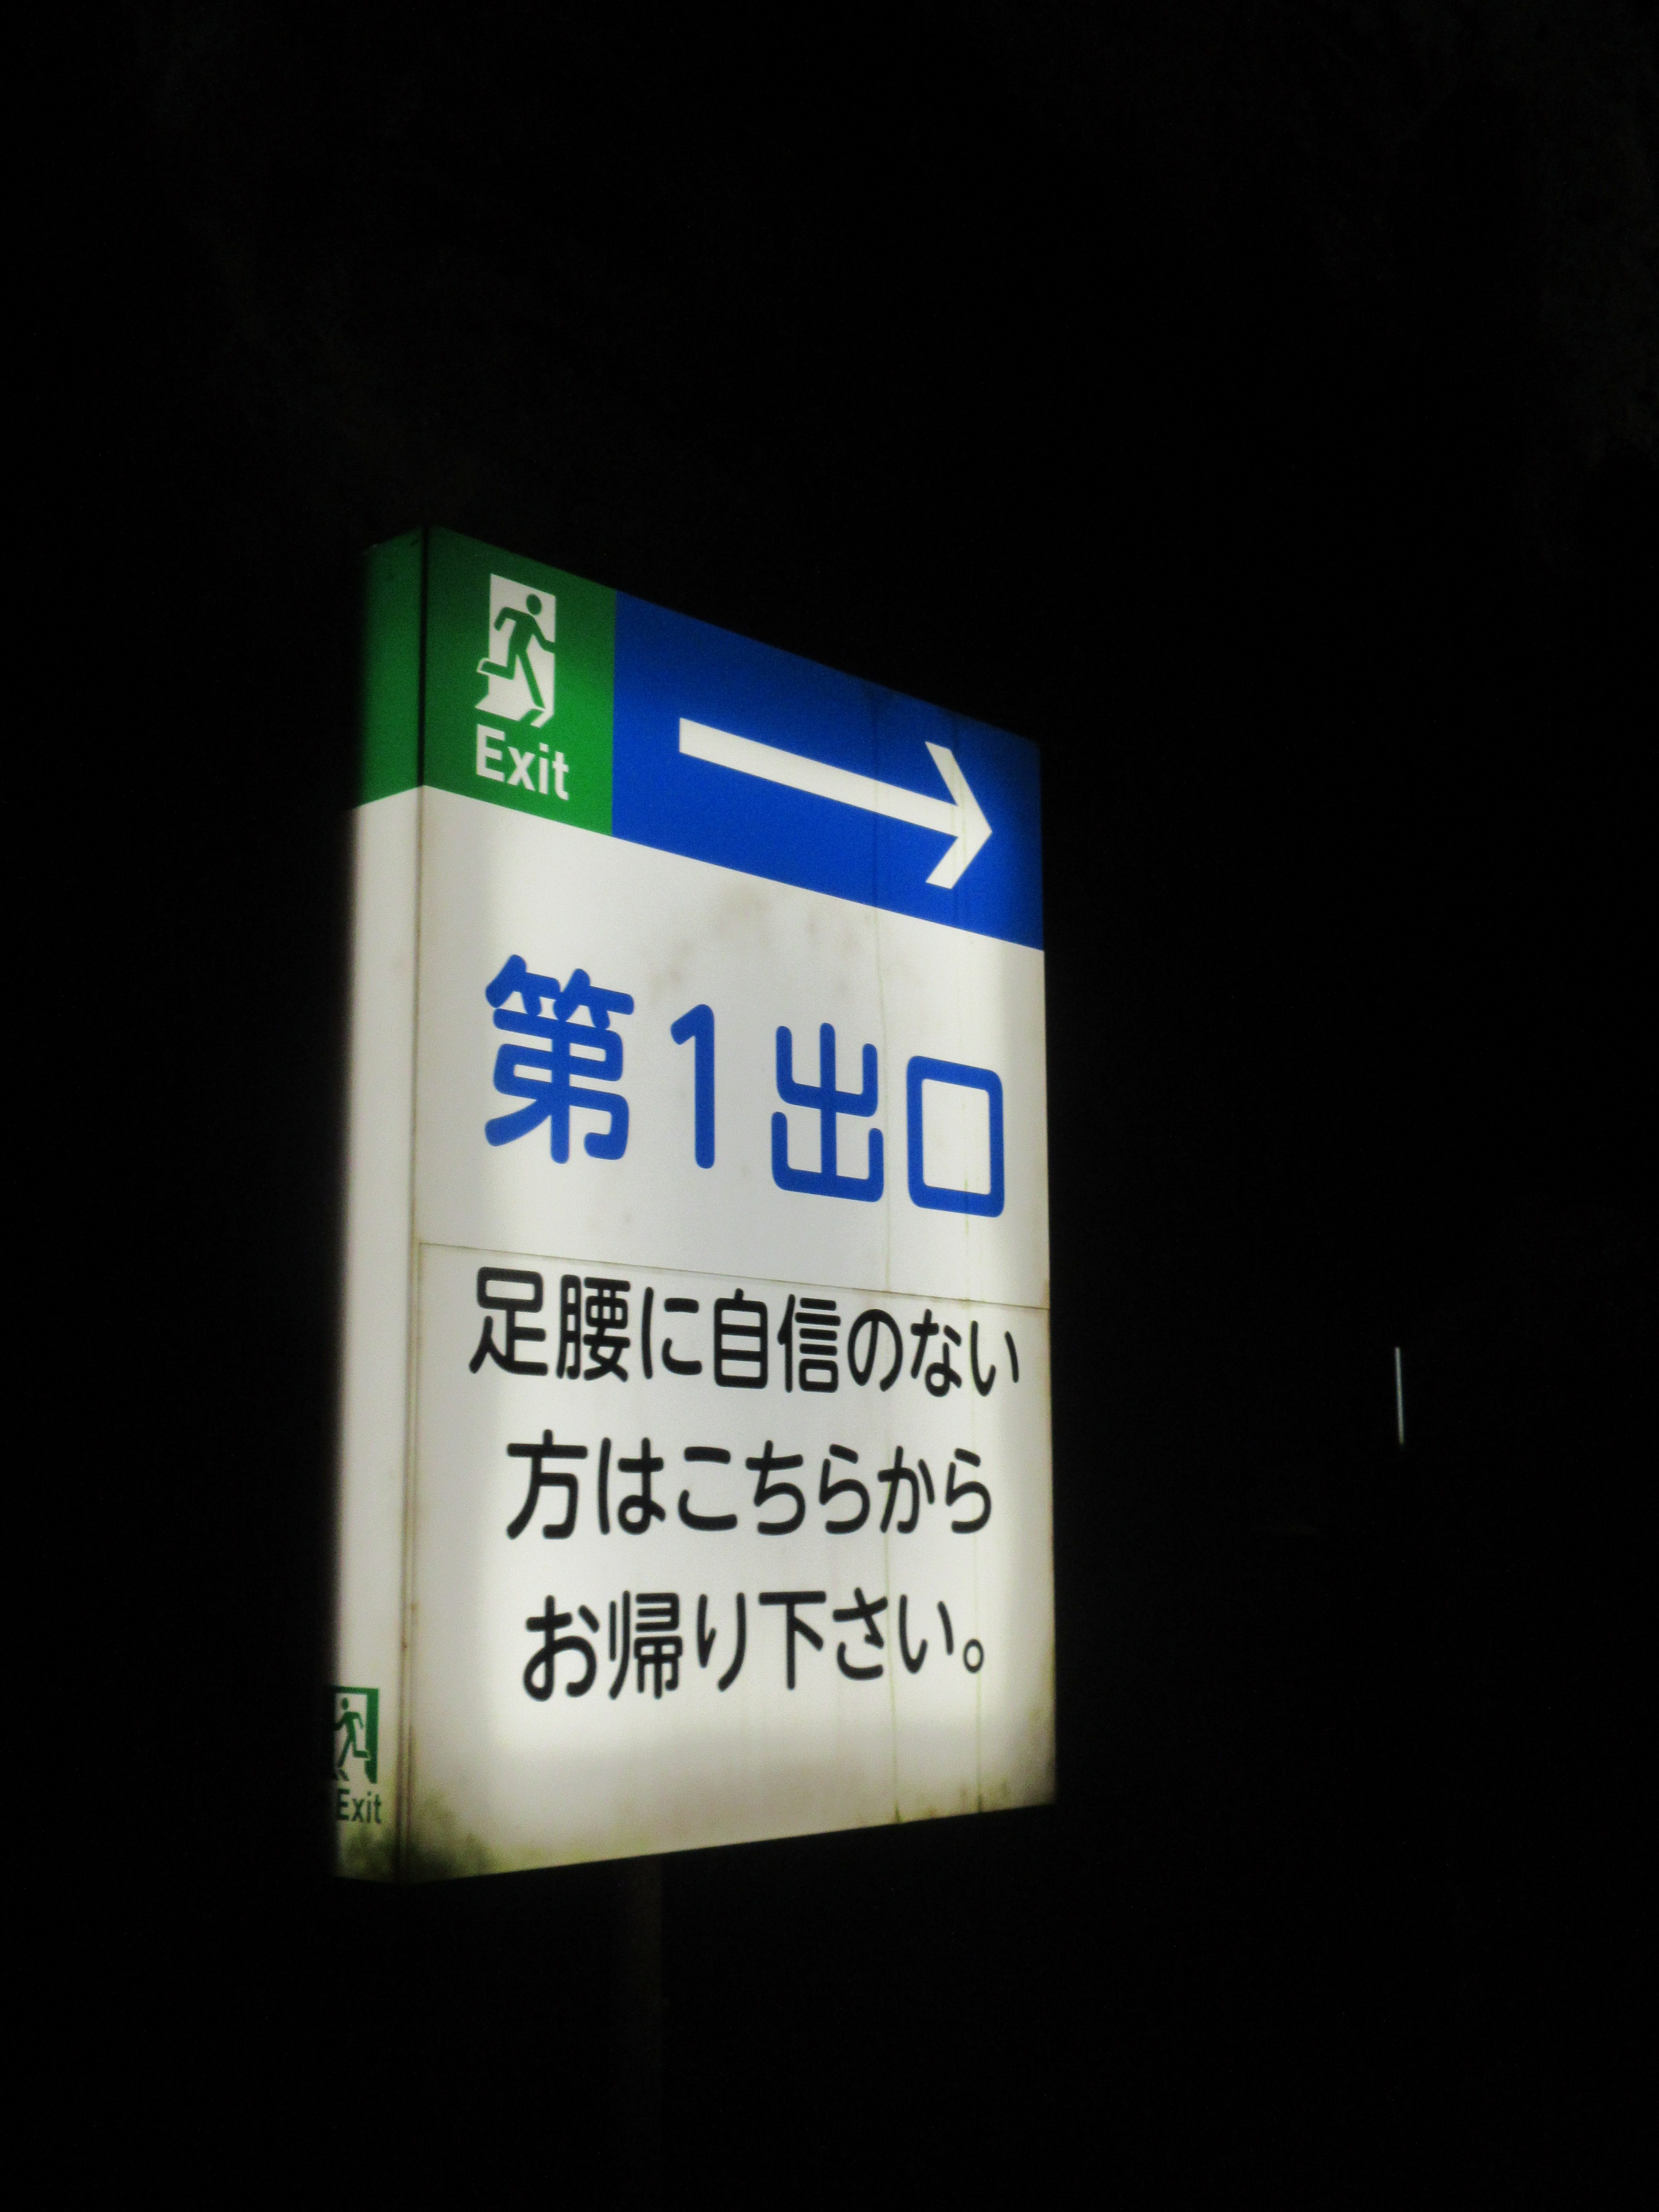 Exit
第1出口
足腰に自信のない
方はこちらから
お帰り下さい。
Exit